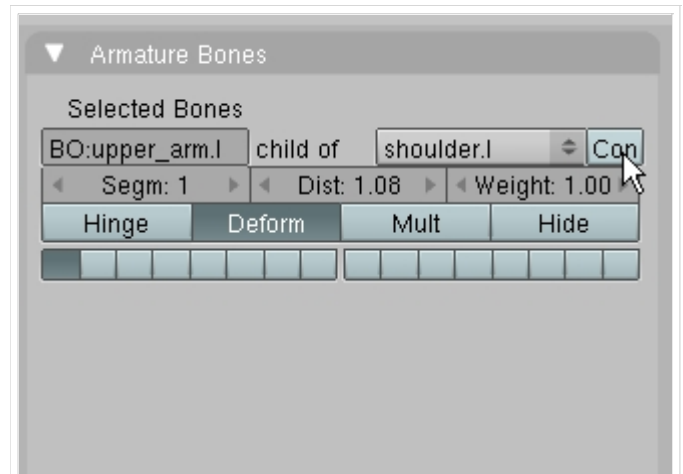 Armature Bones
Selected Bones
BO:upper_arm.l child of shoulder.l Con
Segm: 1 Dist: 1.08 Weight: 1.00
Hinge Deform Mult Hide